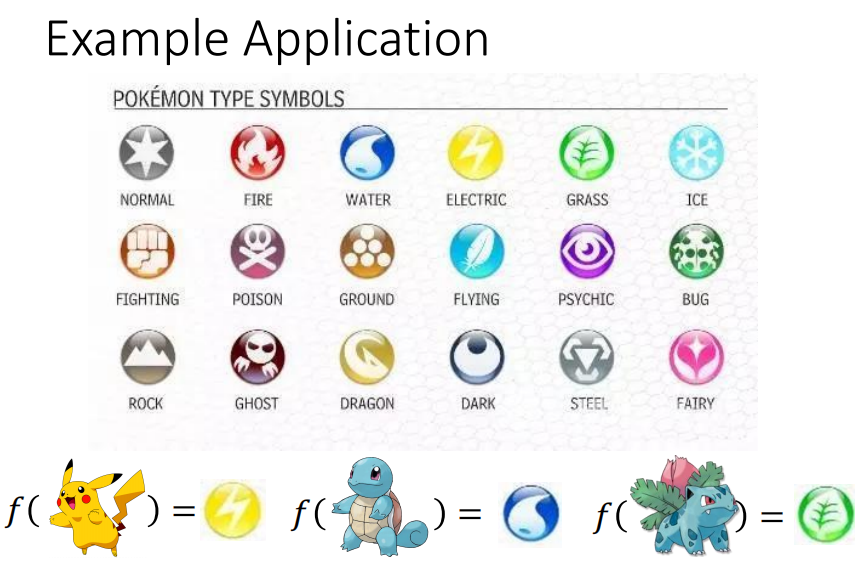 Example Application
POKÉMON TYPE SYMBOLS
NORMAL FIRE WATER ELECTRIC GRASS ICE
FIGHTING POISON GROUND FLYING PSYCHIC BUG
ROCK GHOST DRAGON DARK STEEL FAIRY
f( ) = f( ) = f( ) =